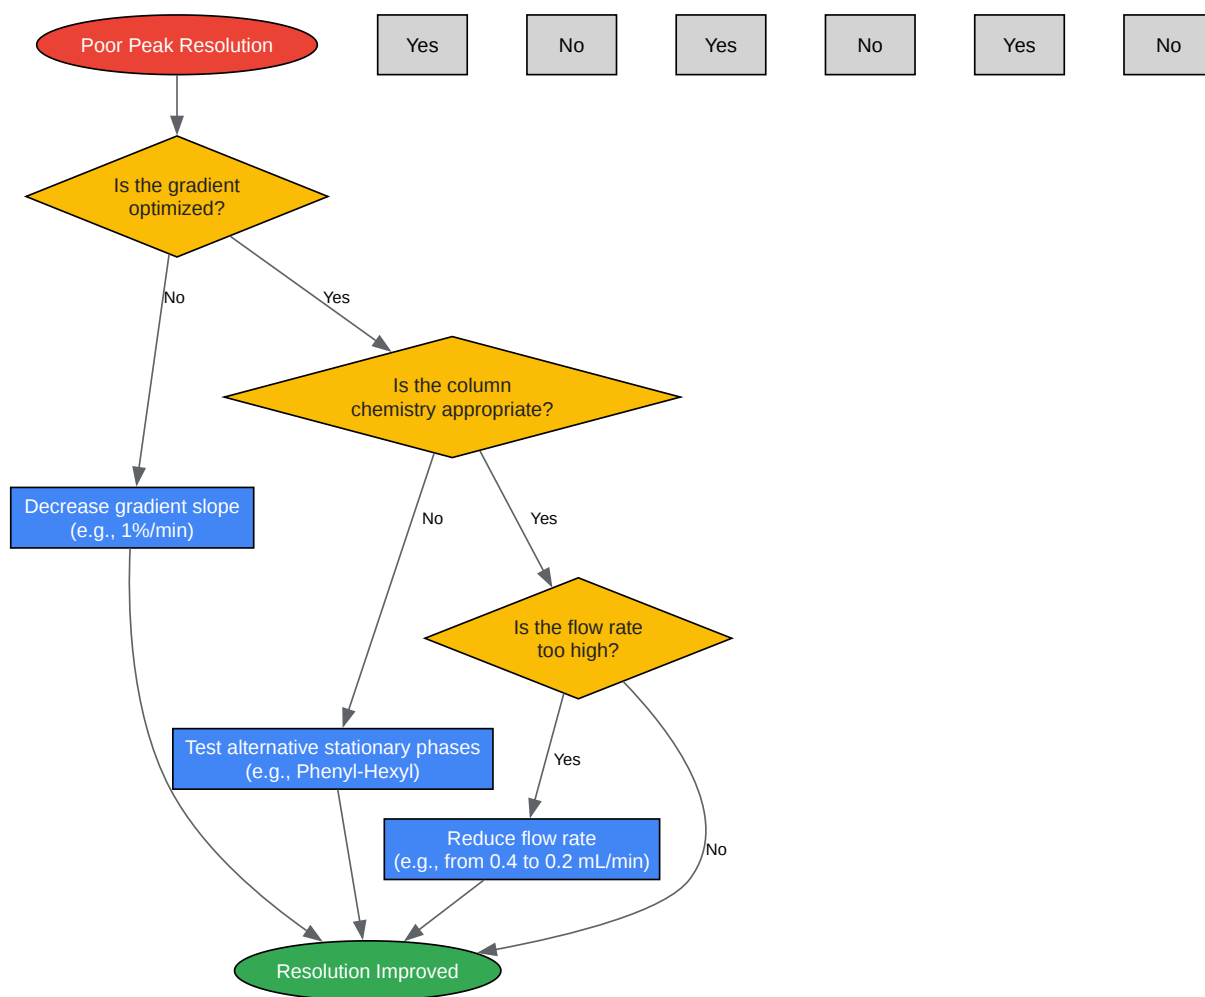 Poor Peak Resolution
Yes
No
Yes
No
Yes
No
Is the gradient
optimized?
No
Yes
Is the column
chemistry appropriate?
Decrease gradient slope
(e.g., 1%/min)
No
Yes
Is the flow rate
too high?
Test alternative stationary phases
(e.g., Phenyl-Hexyl)
Yes
Reduce flow rate
(e.g., from 0.4 to 0.2 mL/min)
No
Resolution Improved